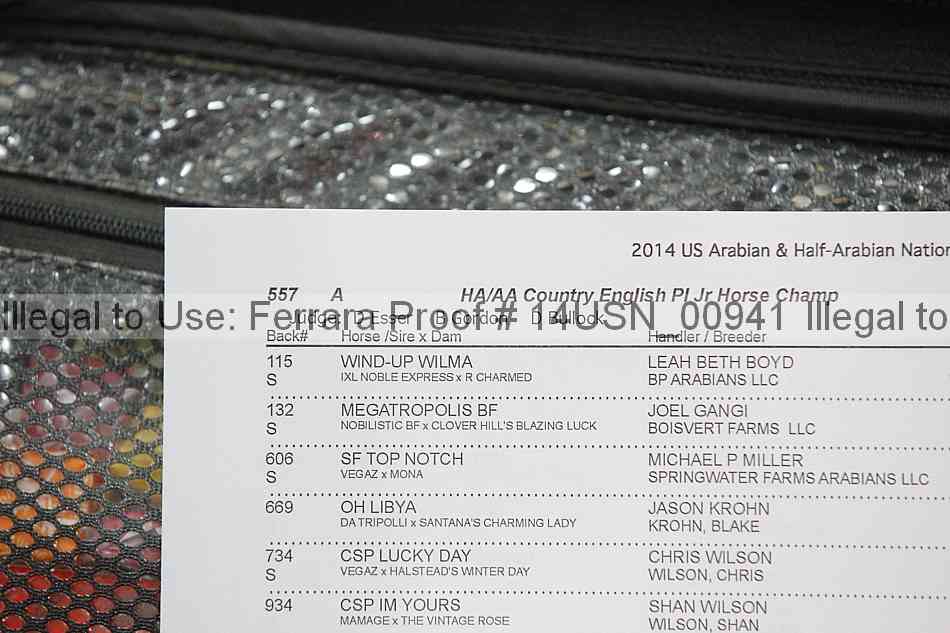 2014 US Arabian & Half-Arabian Nation
557 A HA/AA Country English Pl Jr Horse Champ
Illegal to Use: Ferrara Proof # 14USN_00941 Illegal to
Judge: D Esser B Gordon D Bullock
Back# Horse /Sire x Dam Handler / Breeder
115 WIND-UP WILMA LEAH BETH BOYD
S IXL NOBLE EXPRESS x R CHARMED BP ARABIANS LLC
132 MEGATROPOLIS BF JOEL GANGI
S NOBILISTIC BF x CLOVER HILL'S BLAZING LUCK BOISVERT FARMS LLC
606 SF TOP NOTCH MICHAEL P MILLER
S VEGAZ x MONA SPRINGWATER FARMS ARABIANS LLC
669 OH LIBYA JASON KROHN
DA TRIPOLLI x SANTANA'S CHARMING LADY KROHN, BLAKE
734 CSP LUCKY DAY CHRIS WILSON
S VEGAZ x HALSTEAD'S WINTER DAY WILSON, CHRIS
934 CSP IM YOURS SHAN WILSON
MAMAGE x THE VINTAGE ROSE WILSON, SHAN